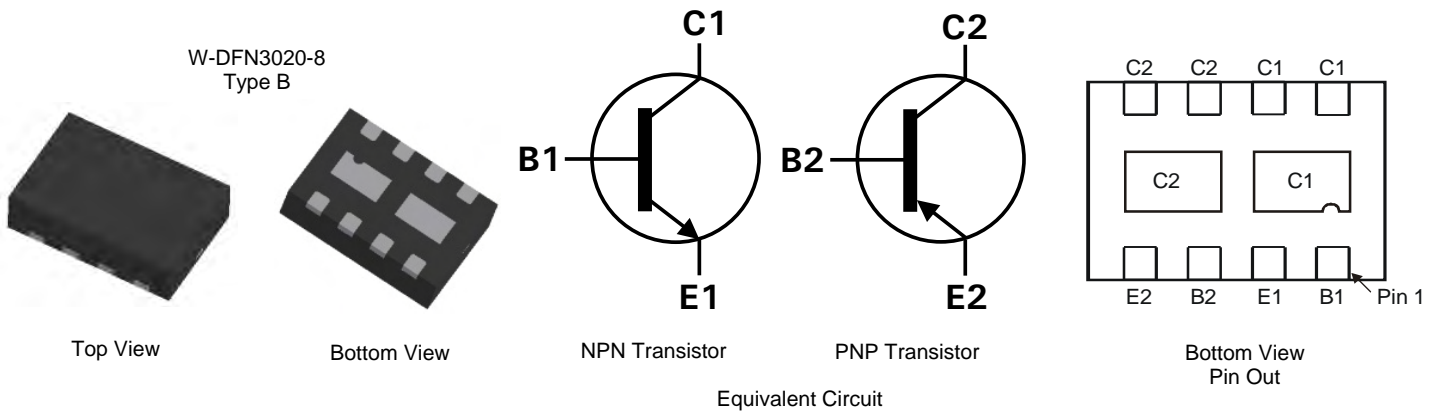 W-DFN3020-8
Type B
Top View
Bottom View
C1
B1
E1
NPN Transistor
C2
B2
E2
PNP Transistor
Equivalent Circuit
C2 C2 C1 C1
C2 C1
E2 B2 E1 B1 Pin 1
Bottom View
Pin Out